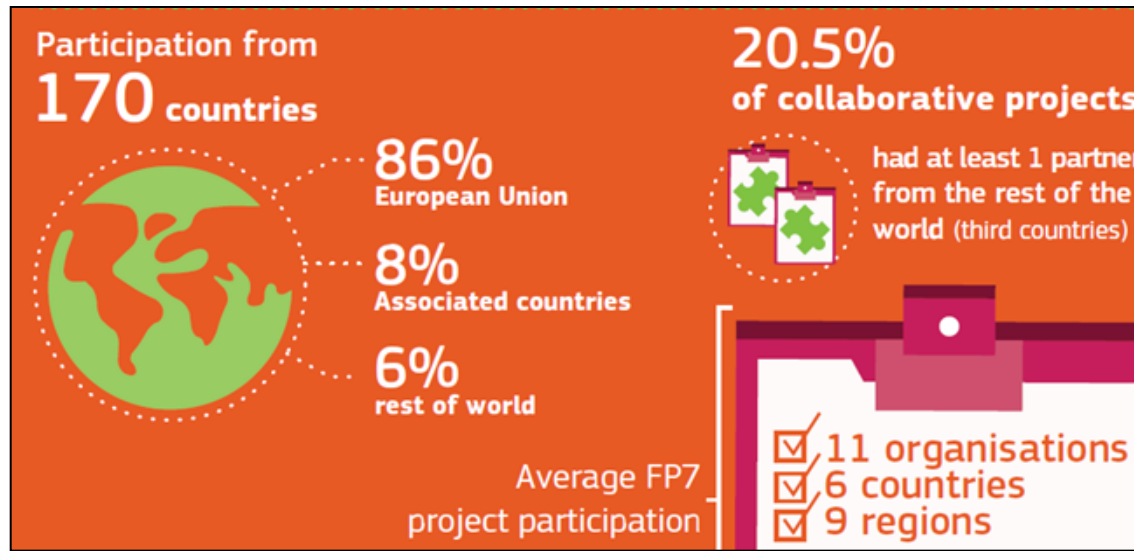 Participation from
170 countries
86%
European Union
8%
Associated countries
6%
rest of world
20.5%
of collaborative projects
had at least 1 partner
from the rest of the
world (third countries)
Average FP7
project participation
11 organisations
6 countries
9 regions